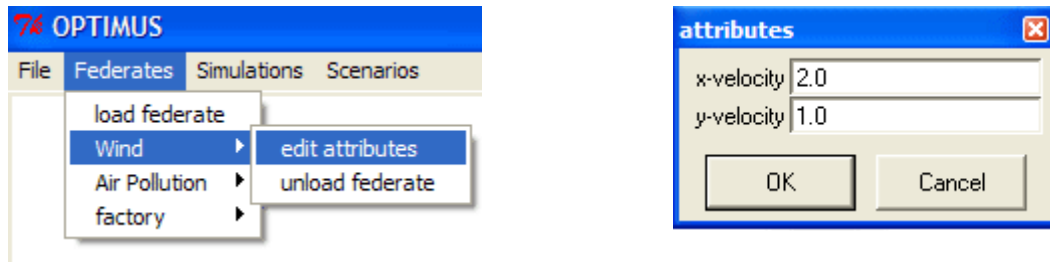 7k OPTIMUS
File Federates Simulations Scenarios
load federate
Wind edit attributes
Air Pollution unload federate
factory
attributes
x-velocity 2.0
y-velocity 1.0
OK Cancel